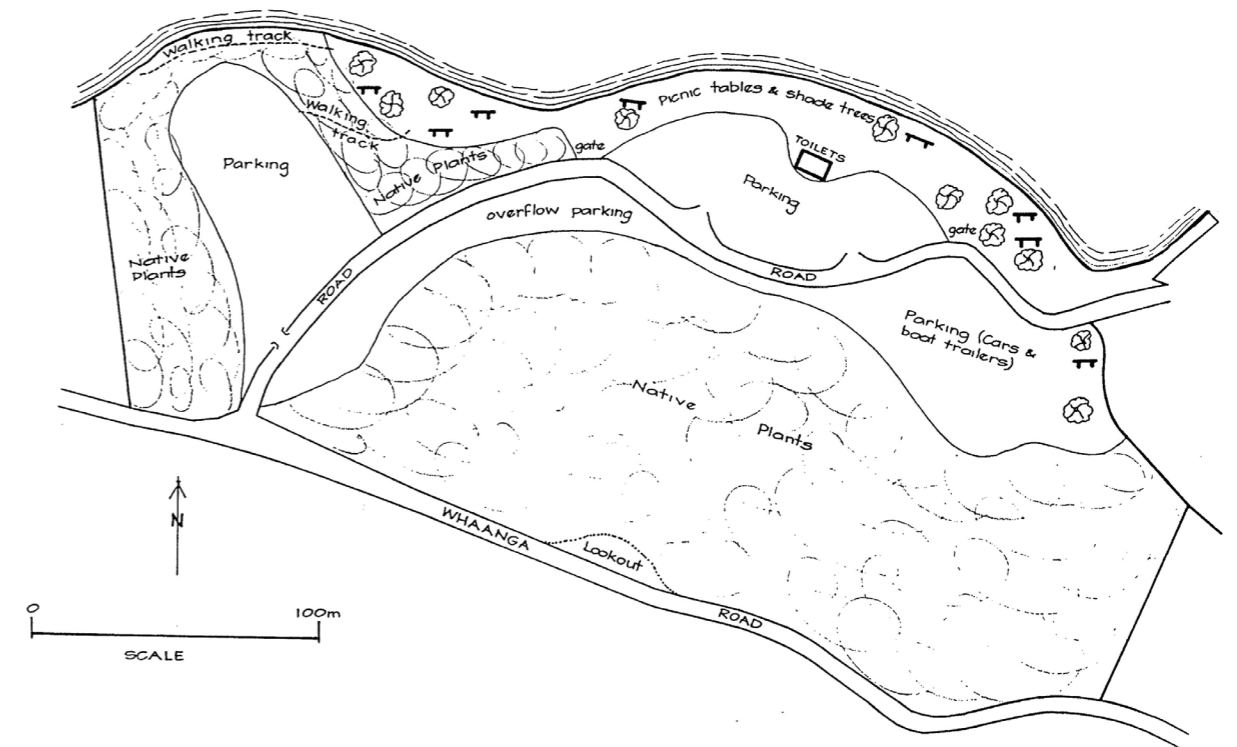 Walking track
Picnic tables & shade trees
Walking
track
Parking
gate
TOILETS
Native Plants
Parking
overflow parking
gate
Native
Plants
ROAD
ROAD
Parking (Cars &
boat trailers)
Native
Plants
N
WHAANGA
Lookout
ROAD
0
100m
SCALE